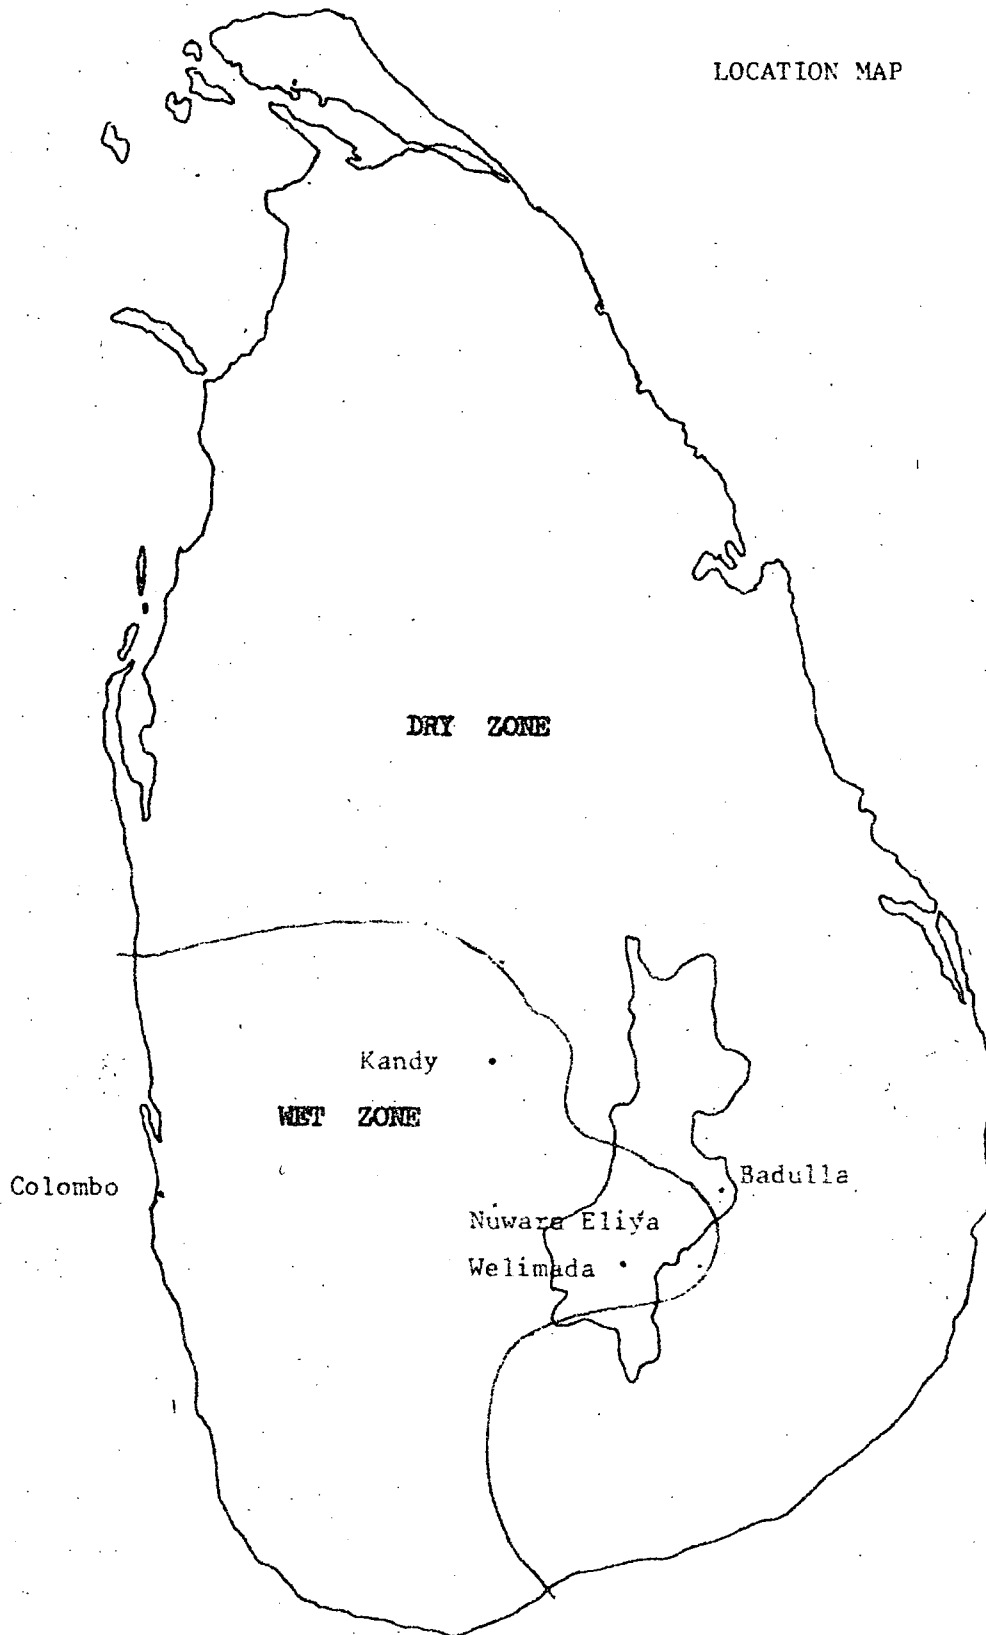 LOCATION MAP
DRY ZONE
Kandy
WET ZONE
Colombo
Badulla
Nuwara Eliya
Welimada